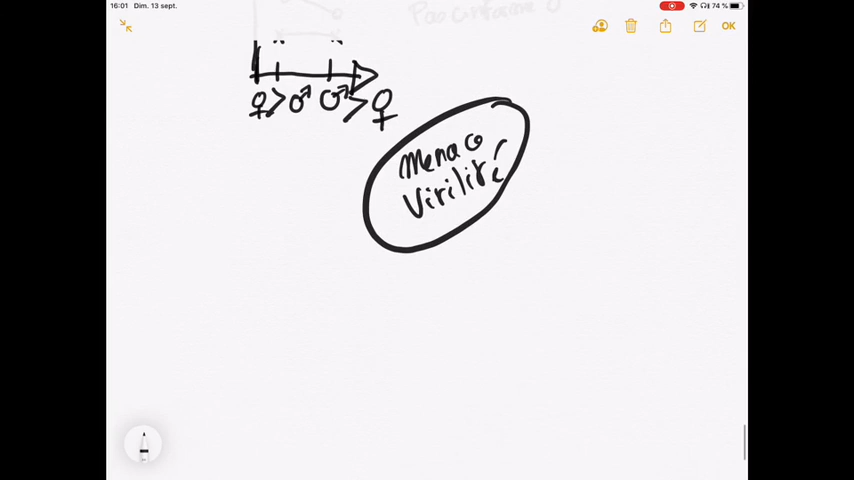 16:01 Dim. 13 sept.
74 %
OK
♀>♂ ♂>♀
menace
virilité